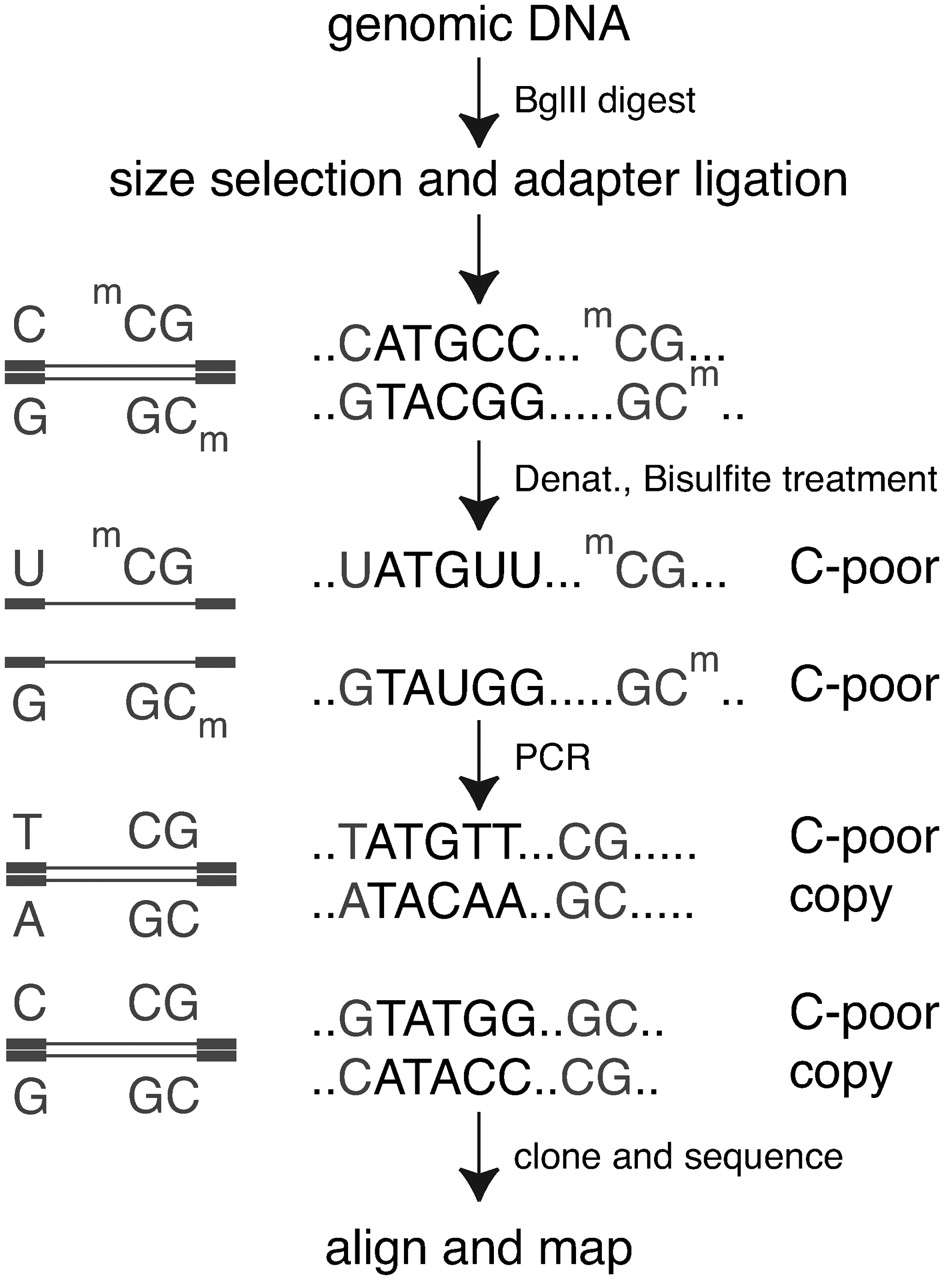 genomic DNA
BglII digest
size selection and adapter ligation
C mCG ..CATGCC... mCG...
G GCm ..GTACGG.....GCm..
Denat., Bisulfite treatment
U mCG ..UATGUU... mCG... C-poor
G GCm ..GTAUGG.....GCm.. C-poor
PCR
T CG ..TATGTT...CG..... C-poor
A GC ..ATACAA..GC..... copy
C CG ..GTATGG..GC.. C-poor
G GC ..CATACC..CG.. copy
clone and sequence
align and map